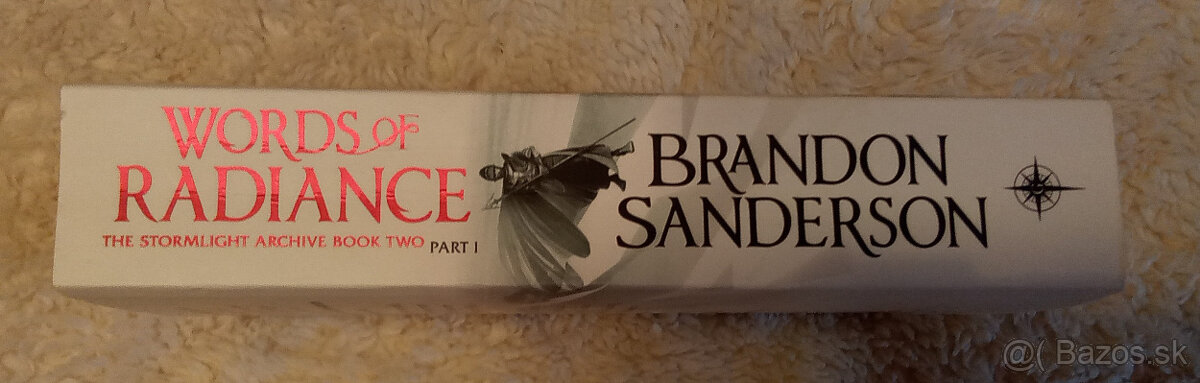 WORDS OF
RADIANCE
THE STORMLIGHT ARCHIVE BOOK TWO PART I
BRANDON
SANDERSON
@( Bazos.sk